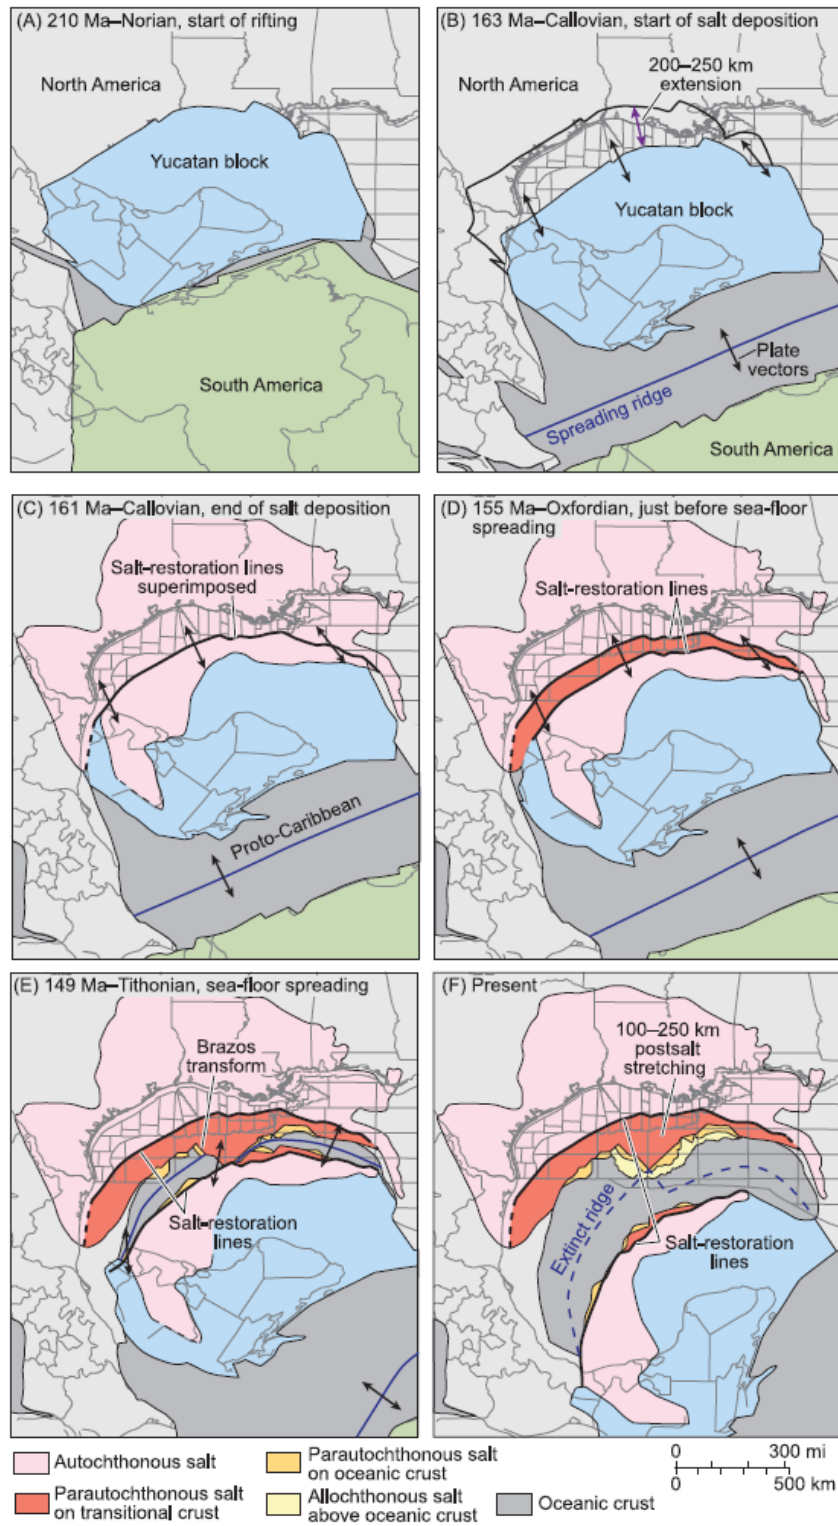 (A) 210 Ma–Norian, start of rifting
North America
Yucatan block
South America
(B) 163 Ma–Callovian, start of salt deposition
North America
200–250 km
extension
Yucatan block
Plate
vectors
Spreading ridge
South America
(C) 161 Ma–Callovian, end of salt deposition
Salt-restoration lines
superimposed
Proto-Caribbean
(D) 155 Ma–Oxfordian, just before sea-floor
spreading
Salt-restoration lines
(E) 149 Ma–Tithonian, sea-floor spreading
Brazos
transform
Salt-restoration
lines
(F) Present
100–250 km
postsalt
stretching
Extinct ridge
Salt-restoration
lines
Autochthonous salt
Parautochthonous salt
on transitional crust
Parautochthonous salt
on oceanic crust
Allochthonous salt
above oceanic crust
Oceanic crust
0 300 mi
0 500 km